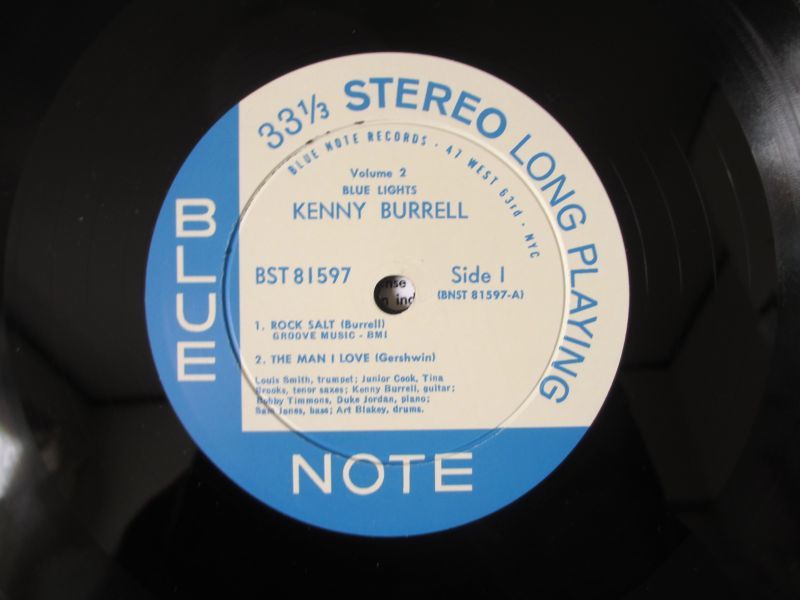 33⅓ STEREO LONG PLAYING
BLUE NOTE RECORDS · 47 WEST 63rd · NYC
Volume 2
BLUE LIGHTS
KENNY BURRELL
BST 81597
Side 1
(BNST 81597-A)
1. ROCK SALT (Burrell)
GROOVE MUSIC - BMI
2. THE MAN I LOVE (Gershwin)
Louis Smith, trumpet; Junior Cook, Tina
Brooks, tenor saxes; Kenny Burrell, guitar;
Bobby Timmons, Duke Jordan, piano;
Sam Jones, bass; Art Blakey, drums.
BLUE
NOTE